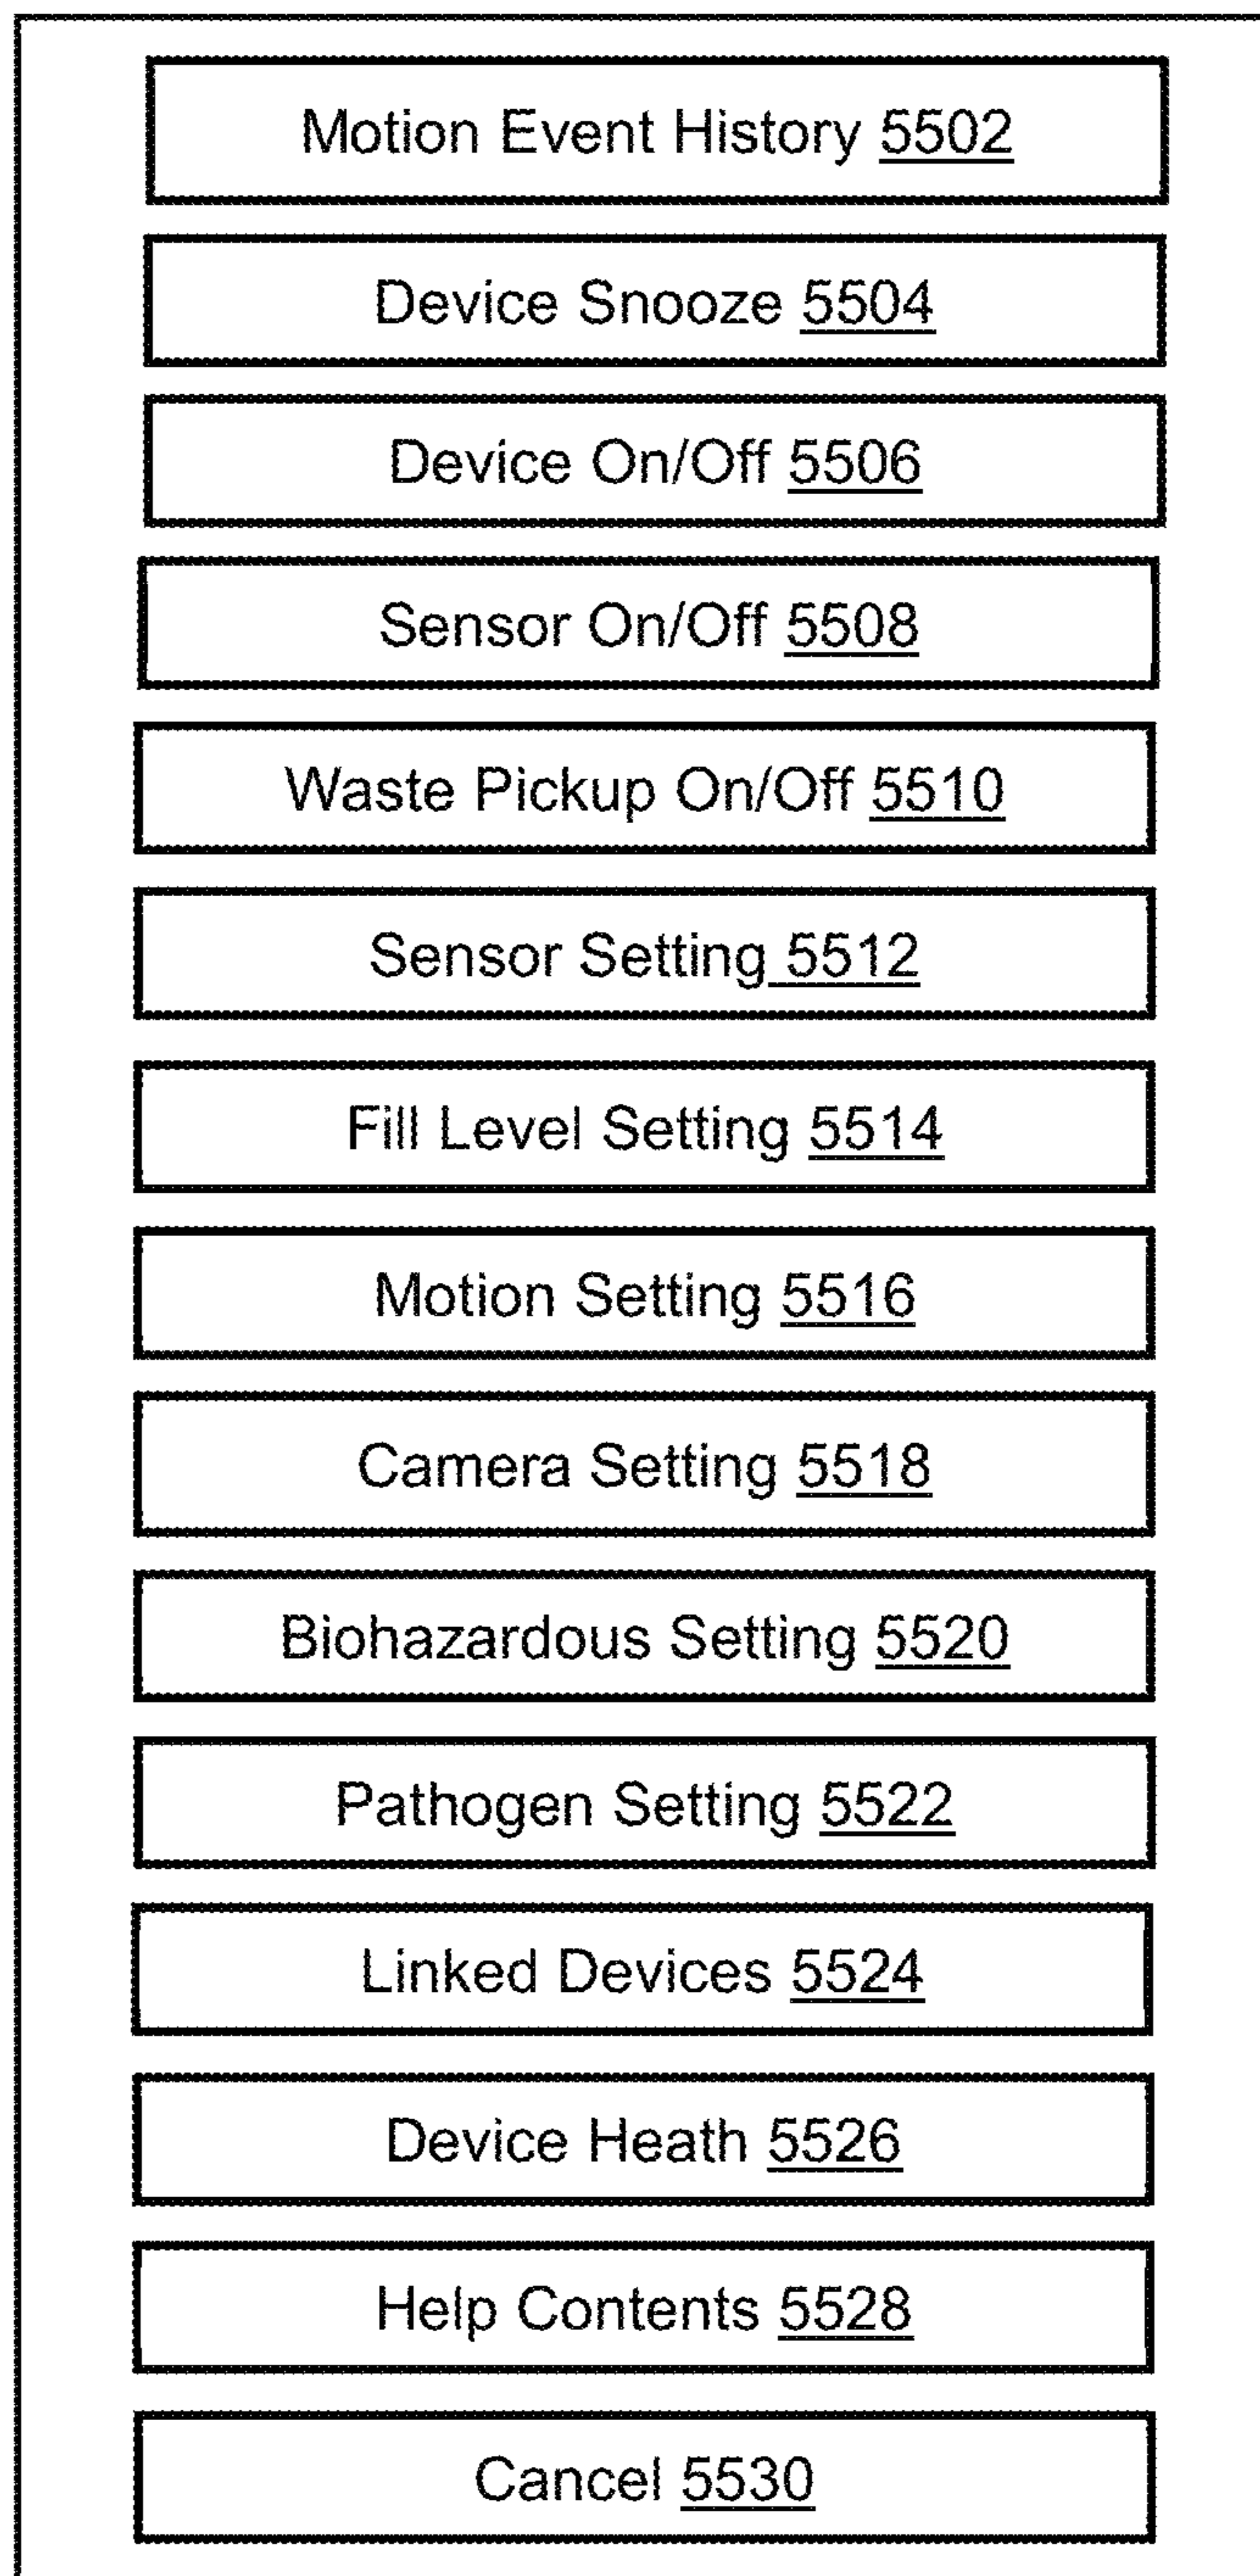 Motion Event History 5502
Device Snooze 5504
Device On/Off 5506
Sensor On/Off 5508
Waste Pickup On/Off 5510
Sensor Setting 5512
Fill Level Setting 5514
Motion Setting 5516
Camera Setting 5518
Biohazardous Setting 5520
Pathogen Setting 5522
Linked Devices 5524
Device Heath 5526
Help Contents 5528
Cancel 5530